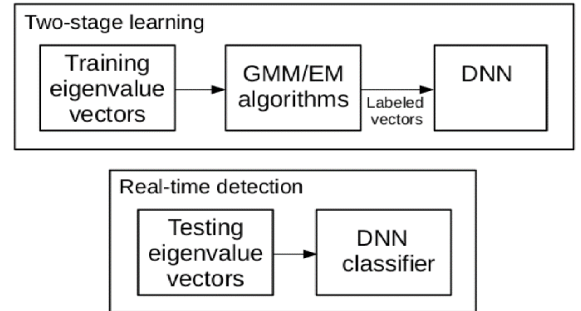 Two-stage learning
Training
eigenvalue
vectors
GMM/EM
algorithms
Labeled
vectors
DNN
Real-time detection
Testing
eigenvalue
vectors
DNN
classifier